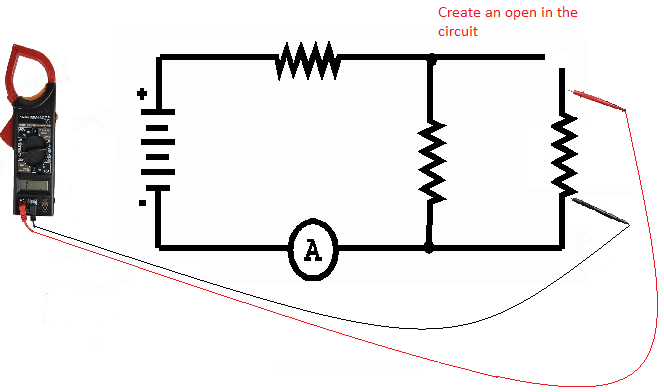 Create an open in the
circuit
+
-
A